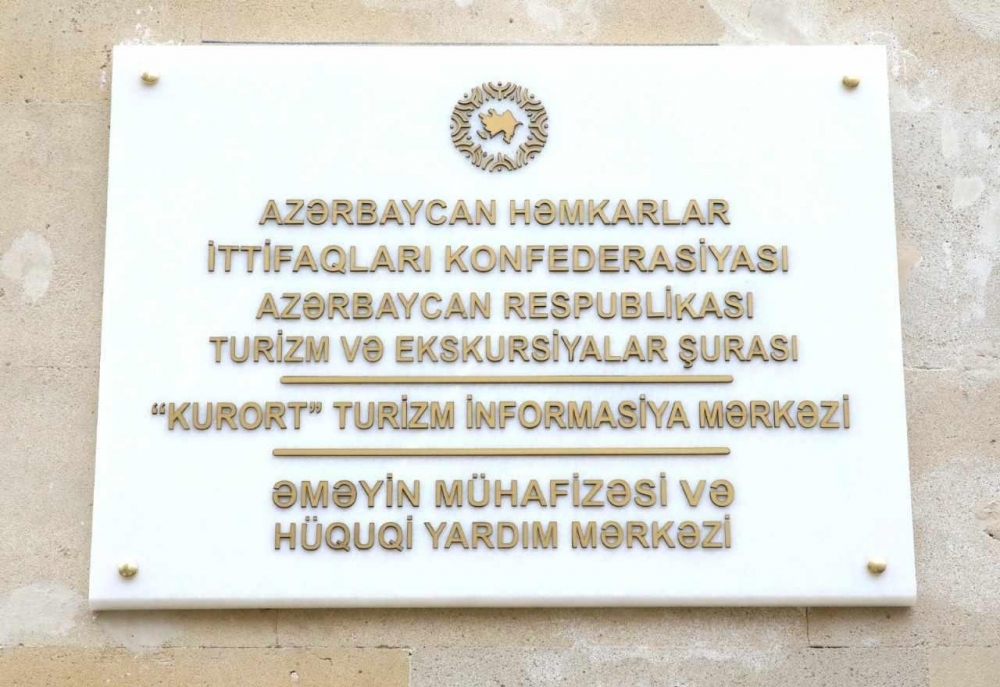 AZƏRBAYCAN HƏMKARLAR
İTTİFAQLARI KONFEDERASİYASI
AZƏRBAYCAN RESPUBLİKASI
TURİZM VƏ EKSKURSİYALAR ŞURASI
“KURORT” TURİZM İNFORMASİYA MƏRKƏZİ
ƏMƏYİN MÜHAFİZƏSİ VƏ
HÜQUQİ YARDIM MƏRKƏZİ